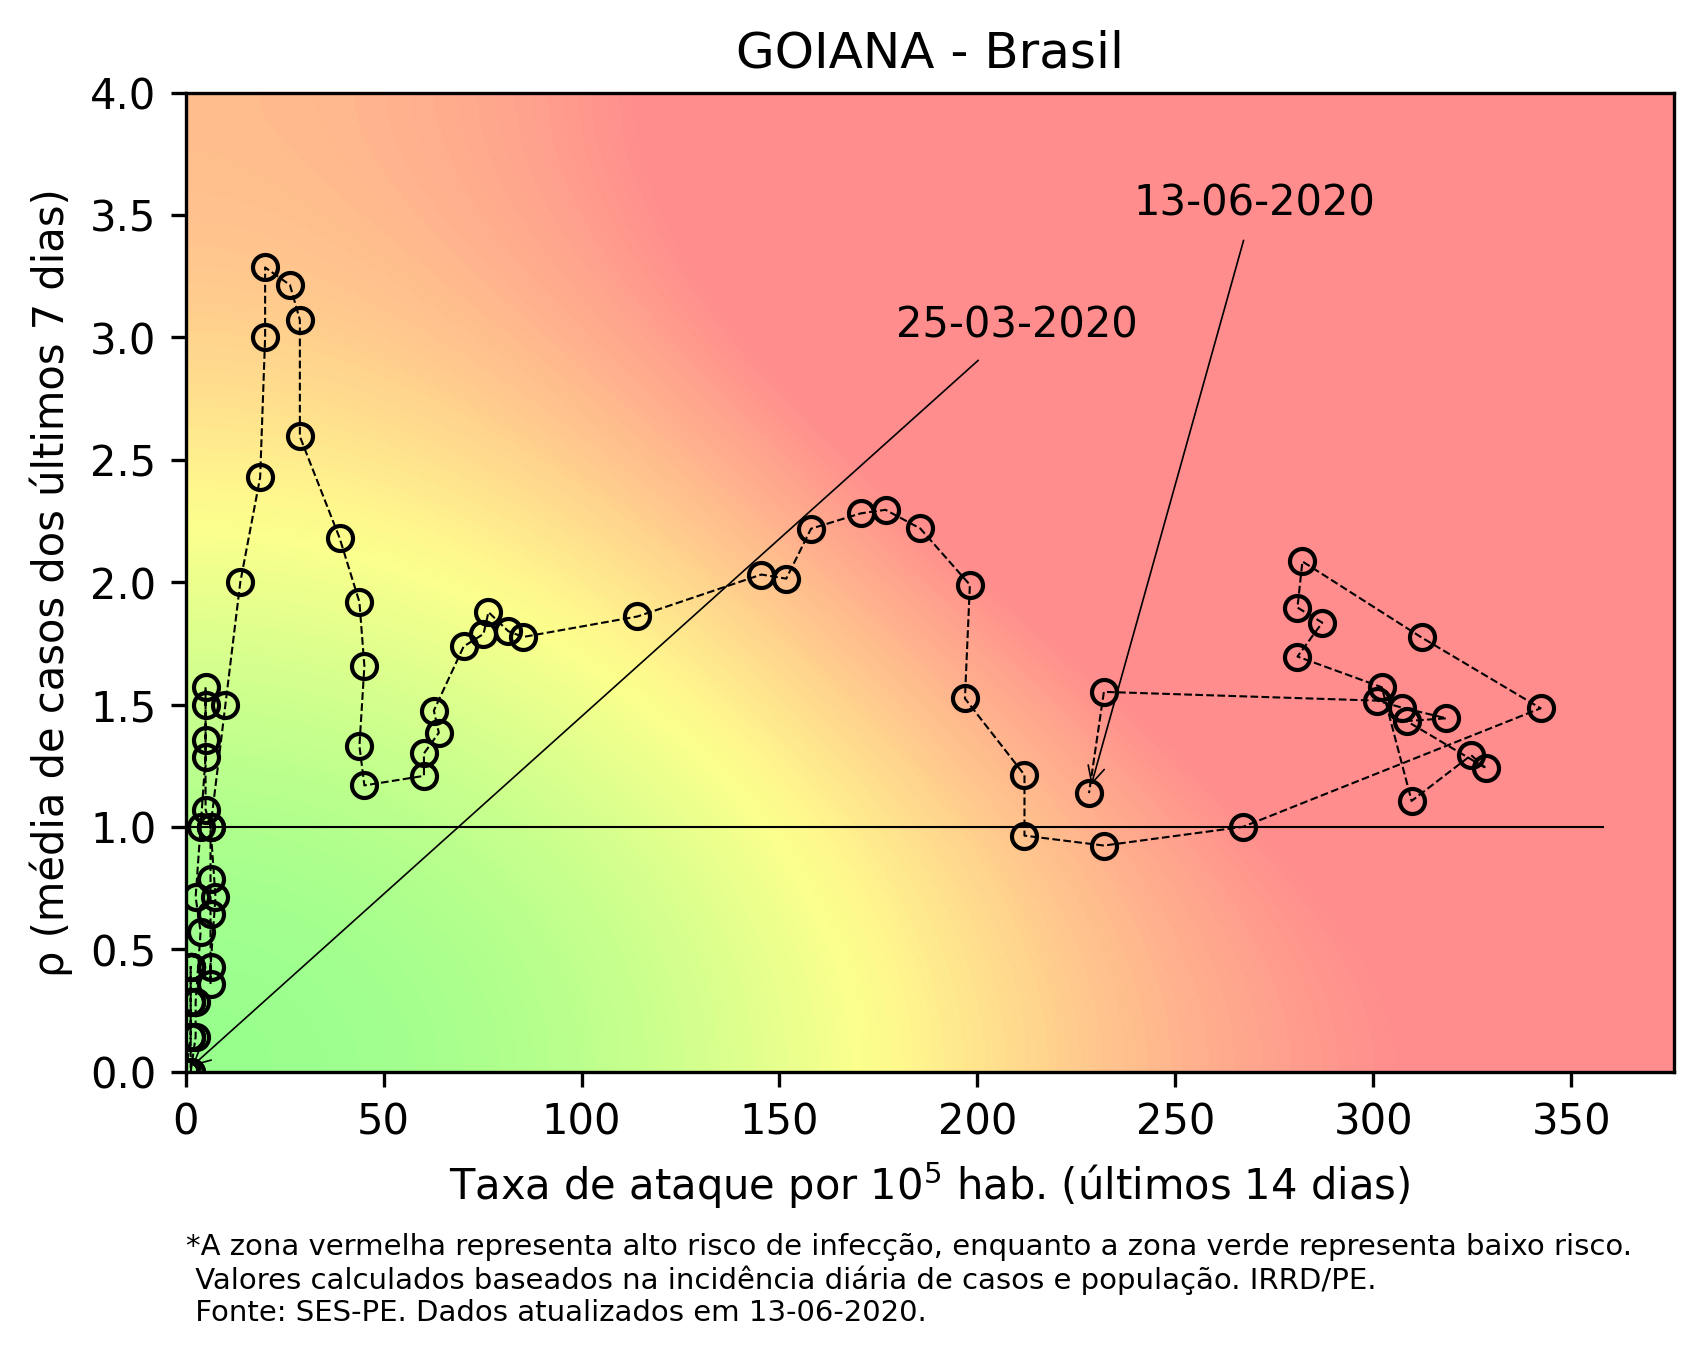 GOIANA - Brasil
4.0
3.5
3.0
2.5
2.0
1.5
1.0
0.5
0.0
ρ (média de casos dos últimos 7 dias)
13-06-2020
25-03-2020
0 50 100 150 200 250 300 350
Taxa de ataque por 10⁵ hab. (últimos 14 dias)
*A zona vermelha representa alto risco de infecção, enquanto a zona verde representa baixo risco.
Valores calculados baseados na incidência diária de casos e população. IRRD/PE.
Fonte: SES-PE. Dados atualizados em 13-06-2020.